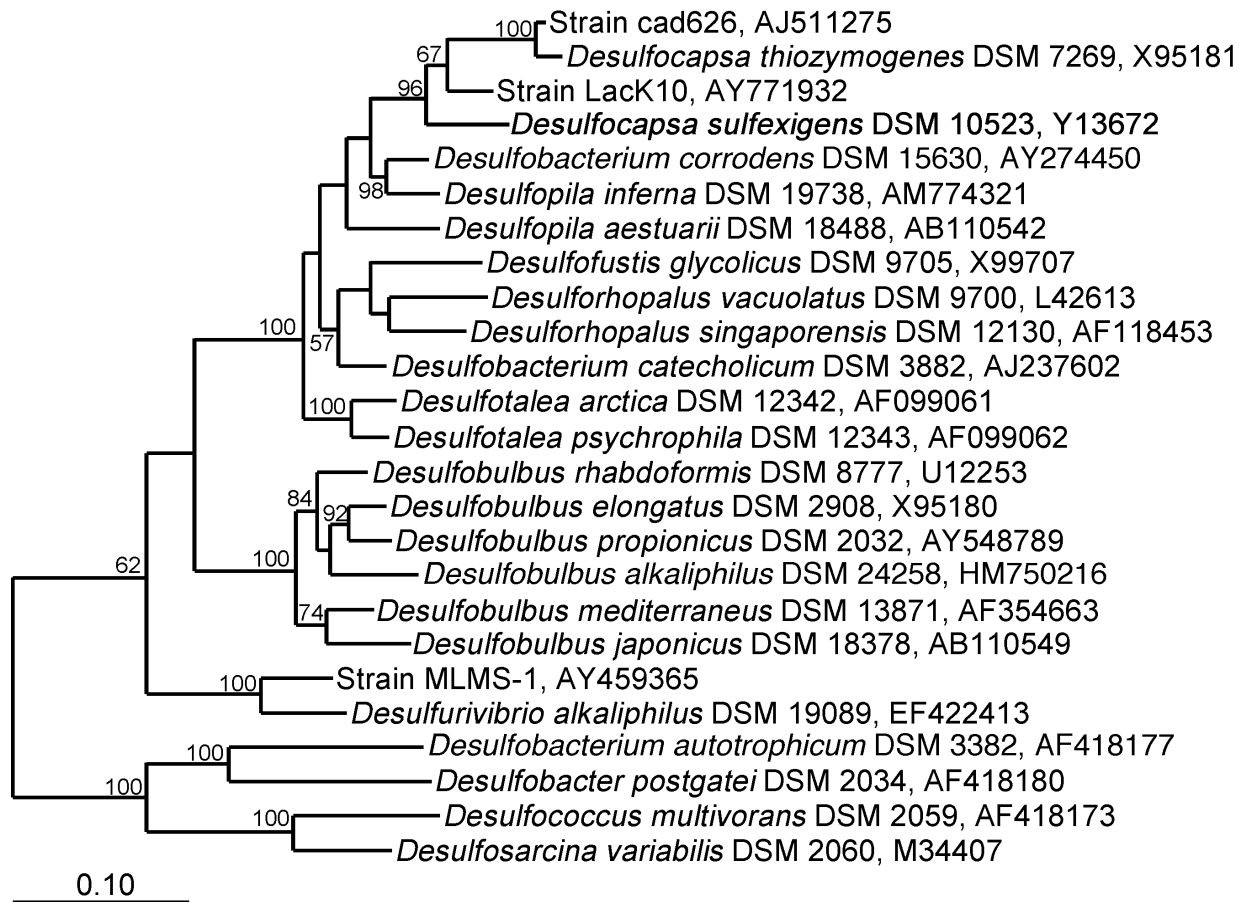 100
Strain cad626, AJ511275
67
Desulfocapsa thiozymogenes DSM 7269, X95181
96
Strain LacK10, AY771932
Desulfocapsa sulfexigens DSM 10523, Y13672
Desulfobacterium corrodens DSM 15630, AY274450
98
Desulfopila inferna DSM 19738, AM774321
Desulfopila aestuarii DSM 18488, AB110542
Desulfofustis glycolicus DSM 9705, X99707
Desulforhopalus vacuolatus DSM 9700, L42613
100
Desulforhopalus singaporensis DSM 12130, AF118453
57
Desulfobacterium catecholicum DSM 3882, AJ237602
100
Desulfotalea arctica DSM 12342, AF099061
Desulfotalea psychrophila DSM 12343, AF099062
Desulfobulbus rhabdoformis DSM 8777, U12253
84
Desulfobulbus elongatus DSM 2908, X95180
92
Desulfobulbus propionicus DSM 2032, AY548789
62
100
Desulfobulbus alkaliphilus DSM 24258, HM750216
74
Desulfobulbus mediterraneus DSM 13871, AF354663
Desulfobulbus japonicus DSM 18378, AB110549
100
Strain MLMS-1, AY459365
Desulfurivibrio alkaliphilus DSM 19089, EF422413
100
Desulfobacterium autotrophicum DSM 3382, AF418177
100
Desulfobacter postgatei DSM 2034, AF418180
100
Desulfococcus multivorans DSM 2059, AF418173
Desulfosarcina variabilis DSM 2060, M34407
0.10